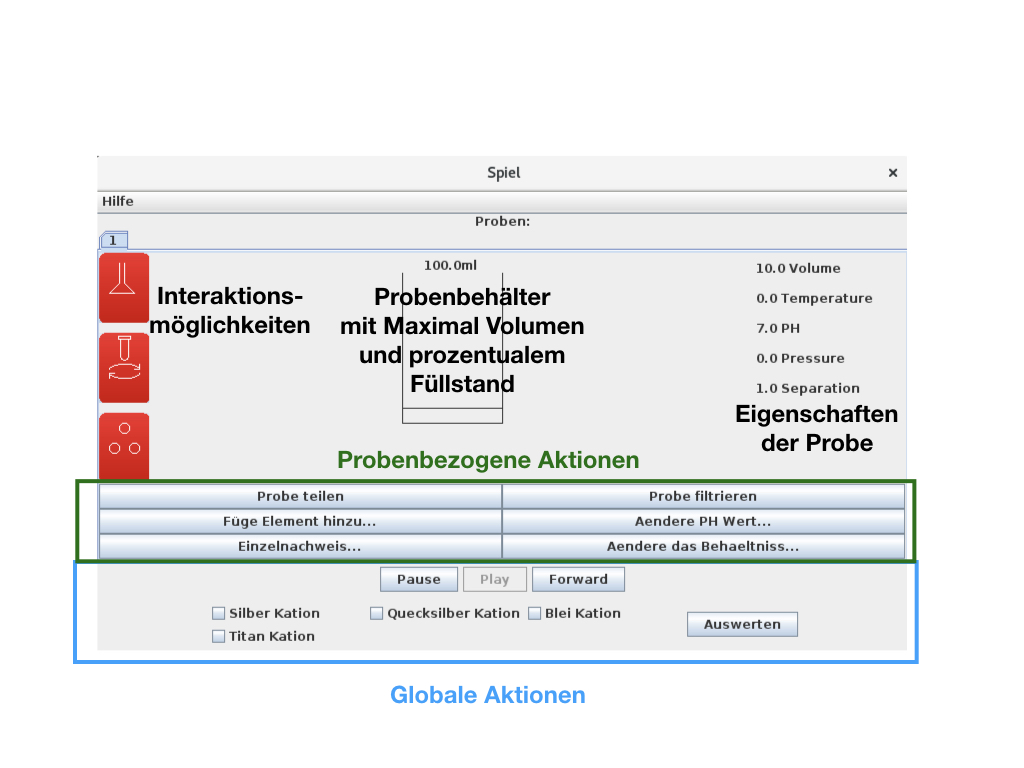 Spiel ×
Hilfe
Proben:
1
100.0ml
Interaktions-
möglichkeiten
Probenbehälter
mit Maximal Volumen
und prozentualem
Füllstand
10.0 Volume
0.0 Temperature
7.0 PH
0.0 Pressure
1.0 Separation
Eigenschaften
der Probe
Probenbezogene Aktionen
Probe teilen Probe filtrieren
Füge Element hinzu... Aendere PH Wert...
Einzelnachweis... Aendere das Behaeltniss...
Pause Play Forward
Silber Kation Quecksilber Kation Blei Kation
Titan Kation
Auswerten
Globale Aktionen